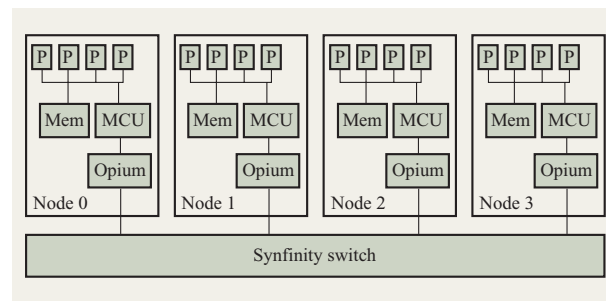 P P P P P P P P P P P P P P P P
Mem MCU Mem MCU Mem MCU Mem MCU
Opium Opium Opium Opium
Node 0 Node 1 Node 2 Node 3
Synfinity switch